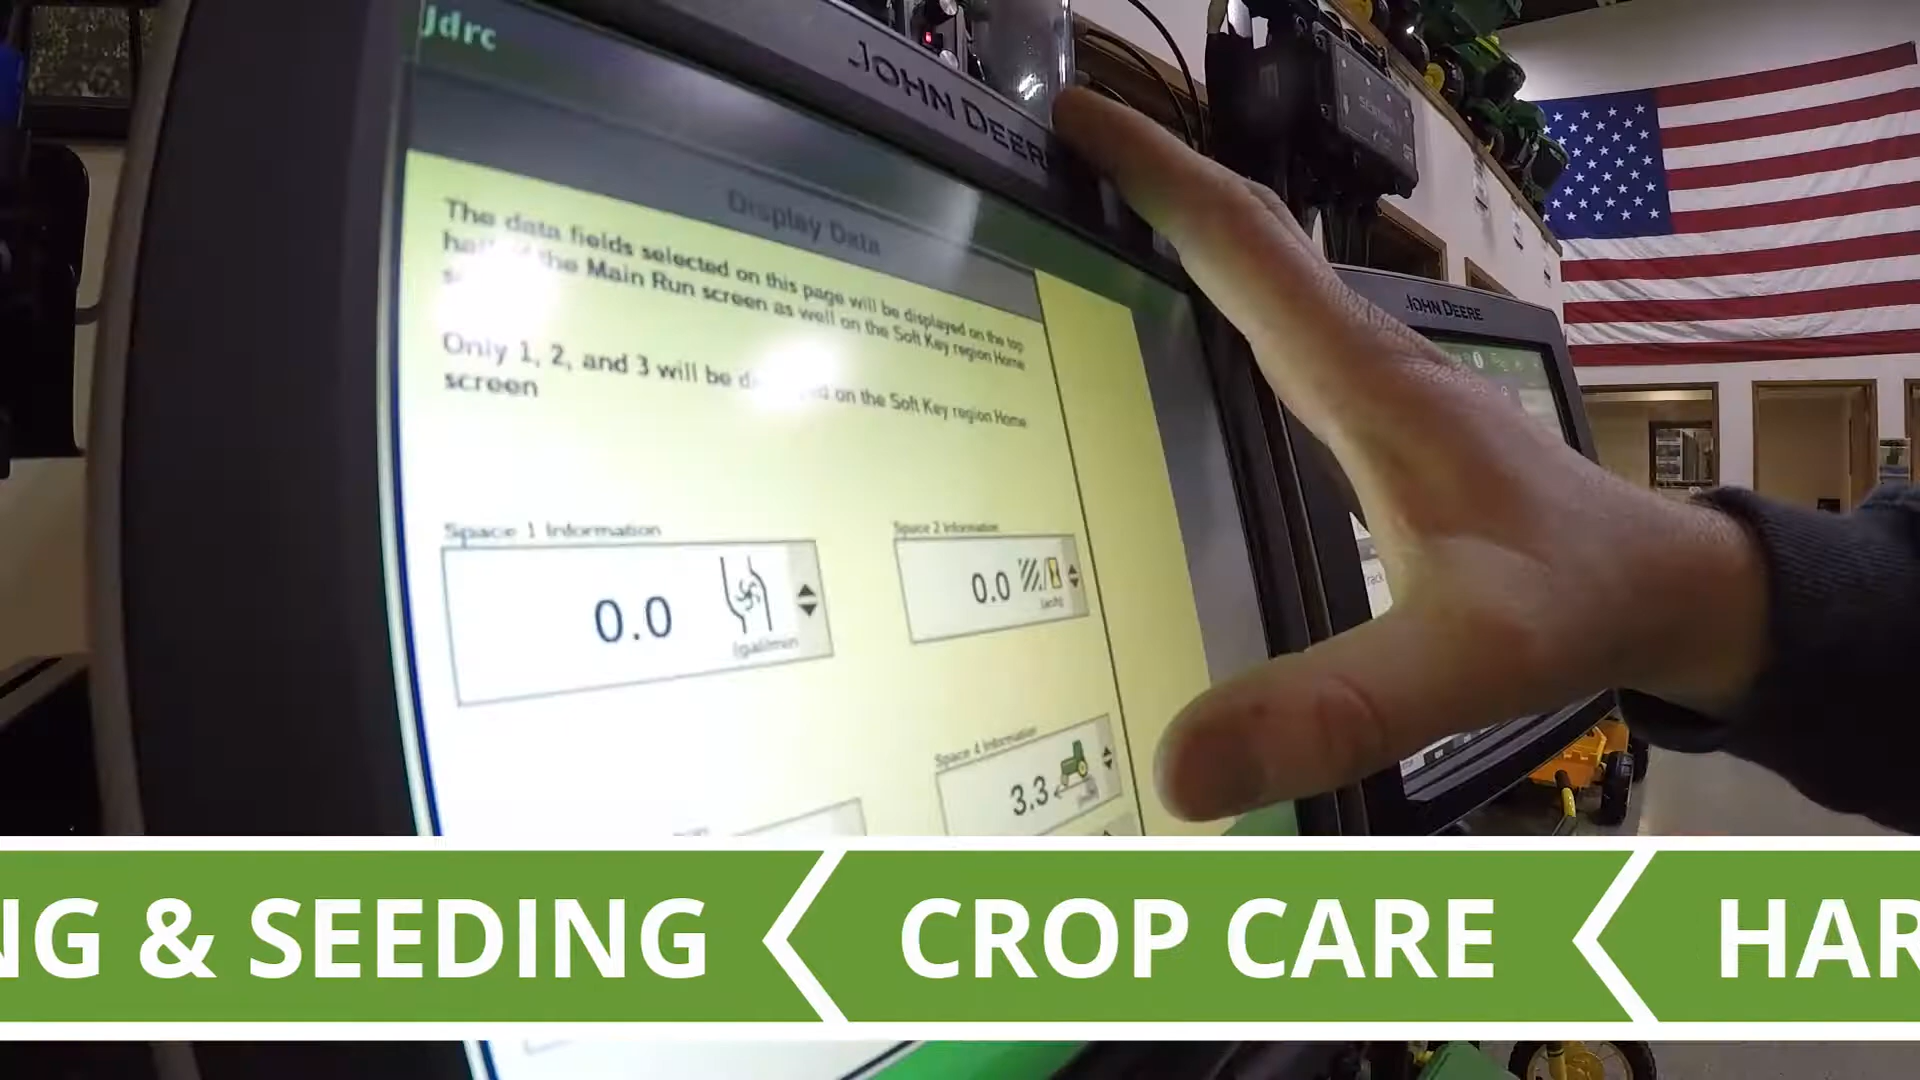 Jdrc
JOHN DEERE
Display Data
The data fields selected on this page will be displayed on the top
half the Main Run screen as well on the Soft Key region Home
Only 1, 2, and 3 will be on the Soft Key region Home
screen
Space 1 Information
0.0
(gal/min
Space 2 Information
0.0
Space 4 Information
3.3
JOHN DEERE
NG & SEEDING
CROP CARE
HAR